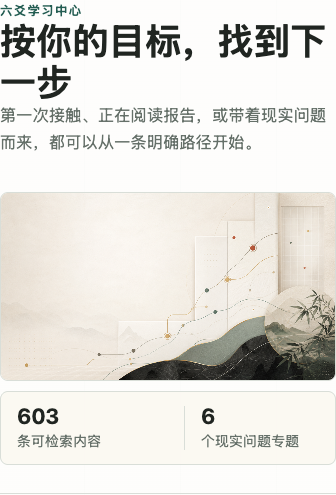 六爻学习中心
按你的目标，找到下
一步
第一次接触、正在阅读报告，或带着现实问题
而来，都可以从一条明确路径开始。
603
条可检索内容
6
个现实问题专题